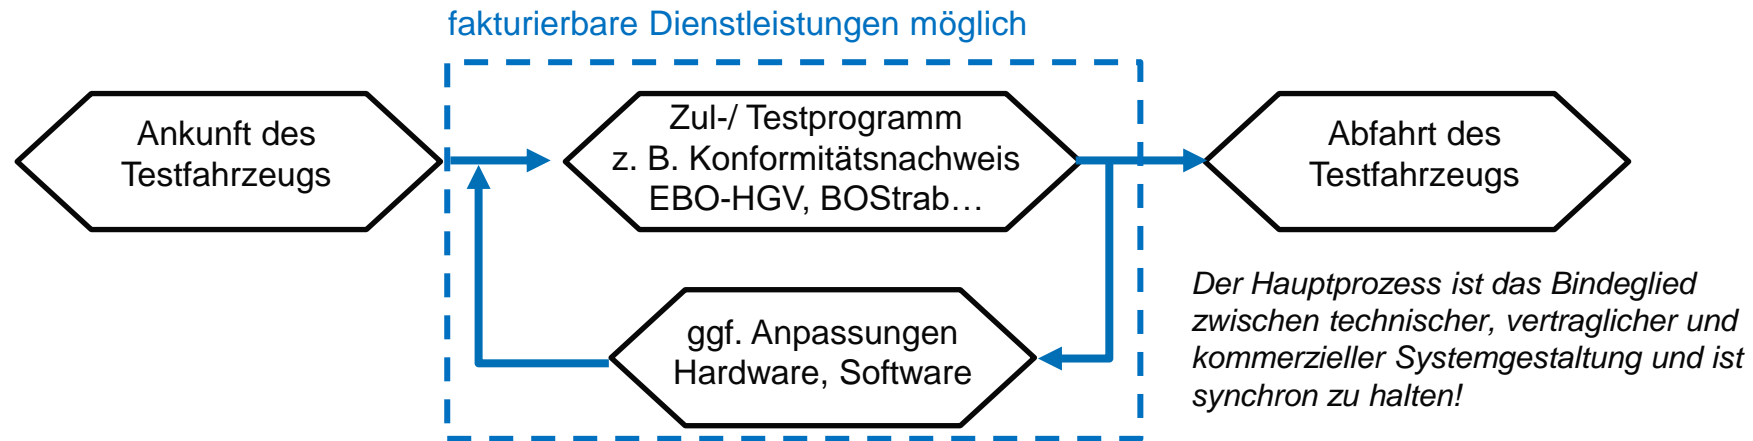 fakturierbare Dienstleistungen möglich
Ankunft des
Testfahrzeugs
Zul-/ Testprogramm
z. B. Konformitätsnachweis
EBO-HGV, BOStrab…
Abfahrt des
Testfahrzeugs
ggf. Anpassungen
Hardware, Software
Der Hauptprozess ist das Bindeglied
zwischen technischer, vertraglicher und
kommerzieller Systemgestaltung und ist
synchron zu halten!